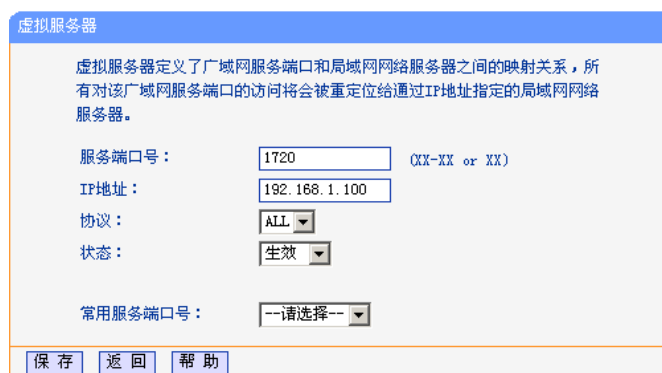 虚拟服务器
虚拟服务器定义了广域网服务端口和局域网网络服务器之间的映射关系，所
有对该广域网服务端口的访问将会被重定位给通过IP地址指定的局域网网络
服务器。
服务端口号： 1720 (XX-XX or XX)
IP地址： 192.168.1.100
协议： ALL
状态： 生效
常用服务端口号： --请选择--
保 存 返 回 帮 助